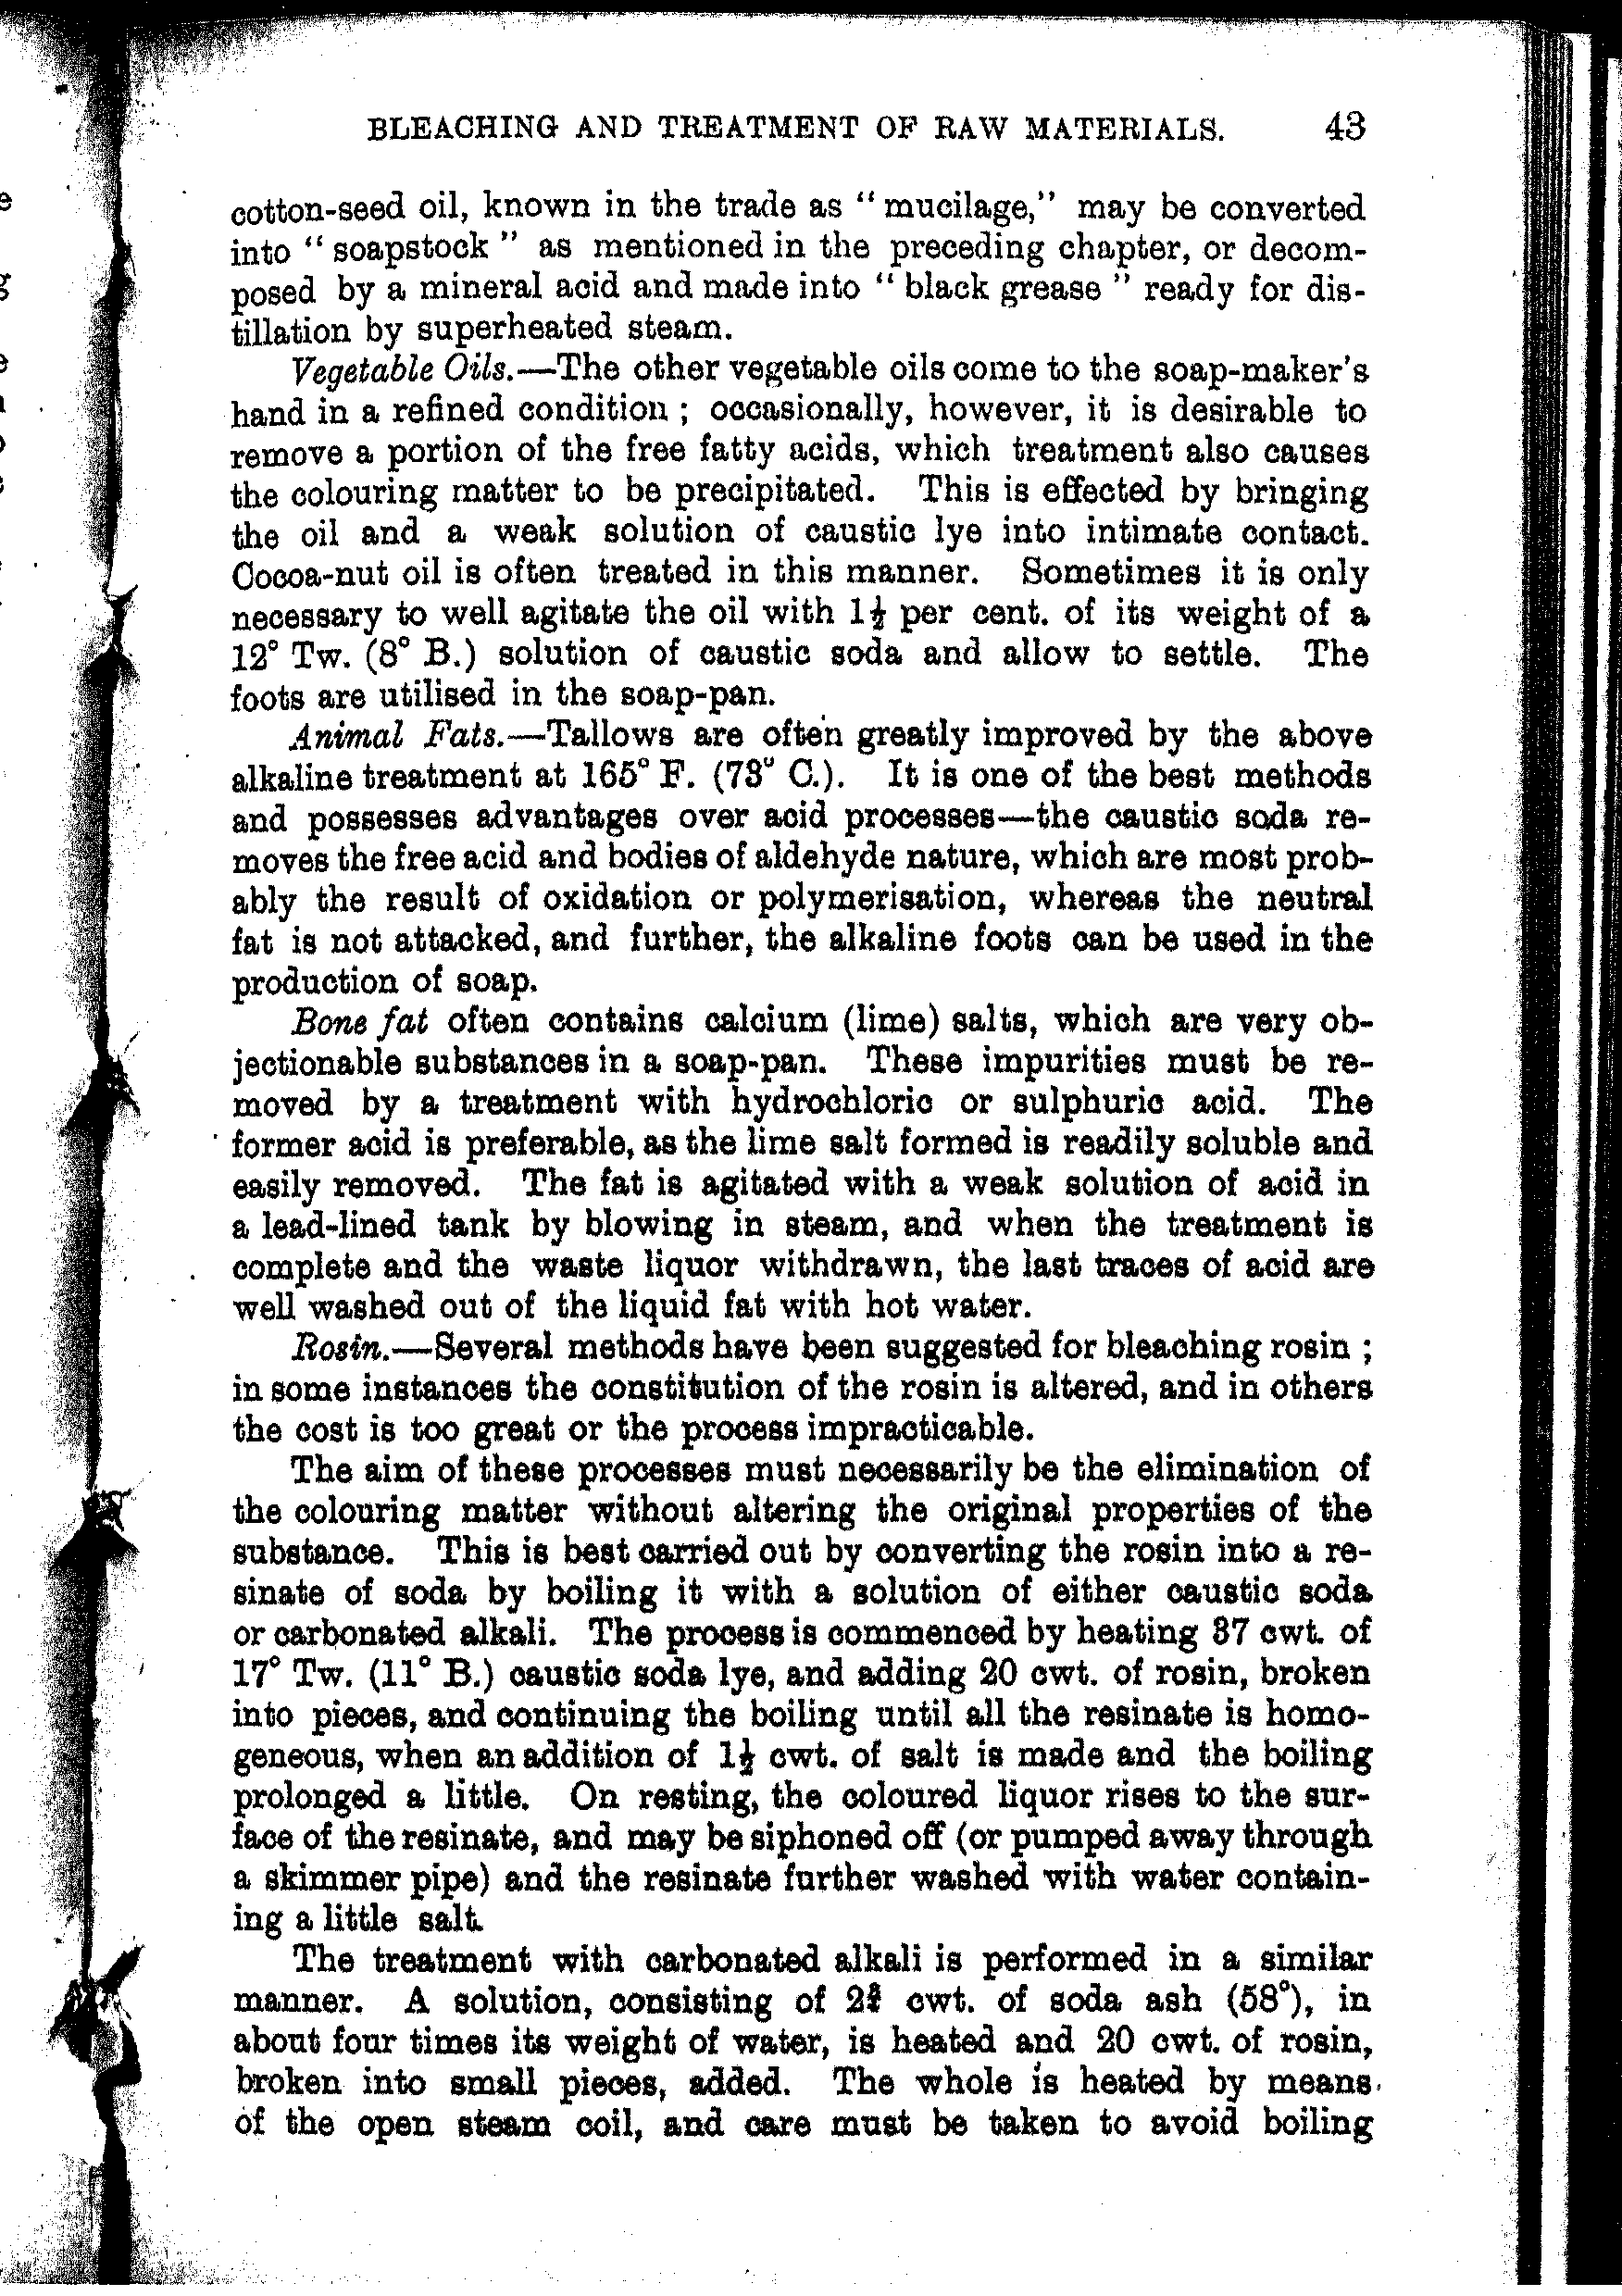 BLEACHING AND TREATMENT OF RAW MATERIALS. 43
cotton-seed oil, known in the trade as "mucilage," may be converted
into "soapstock" as mentioned in the preceding chapter, or decom-
posed by a mineral acid and made into "black grease" ready for dis-
tillation by superheated steam.
Vegetable Oils.—The other vegetable oils come to the soap-maker's
hand in a refined condition; occasionally, however, it is desirable to
remove a portion of the free fatty acids, which treatment also causes
the colouring matter to be precipitated. This is effected by bringing
the oil and a weak solution of caustic lye into intimate contact.
Cocoa-nut oil is often treated in this manner. Sometimes it is only
necessary to well agitate the oil with 1½ per cent. of its weight of a
12° Tw. (8° B.) solution of caustic soda and allow to settle. The
foots are utilised in the soap-pan.
Animal Fats.—Tallows are often greatly improved by the above
alkaline treatment at 165° F. (73° C.). It is one of the best methods
and possesses advantages over acid processes—the caustic soda re-
moves the free acid and bodies of aldehyde nature, which are most prob-
ably the result of oxidation or polymerisation, whereas the neutral
fat is not attacked, and further, the alkaline foots can be used in the
production of soap.
Bone fat often contains calcium (lime) salts, which are very ob-
jectionable substances in a soap-pan. These impurities must be re-
moved by a treatment with hydrochloric or sulphuric acid. The
former acid is preferable, as the lime salt formed is readily soluble and
easily removed. The fat is agitated with a weak solution of acid in
a lead-lined tank by blowing in steam, and when the treatment is
complete and the waste liquor withdrawn, the last traces of acid are
well washed out of the liquid fat with hot water.
Rosin.—Several methods have been suggested for bleaching rosin;
in some instances the constitution of the rosin is altered, and in others
the cost is too great or the process impracticable.
The aim of these processes must necessarily be the elimination of
the colouring matter without altering the original properties of the
substance. This is best carried out by converting the rosin into a re-
sinate of soda by boiling it with a solution of either caustic soda
or carbonated alkali. The process is commenced by heating 37 cwt. of
17° Tw. (11° B.) caustic soda lye, and adding 20 cwt. of rosin, broken
into pieces, and continuing the boiling until all the resinate is homo-
geneous, when an addition of 1½ cwt. of salt is made and the boiling
prolonged a little. On resting, the coloured liquor rises to the sur-
face of the resinate, and may be siphoned off (or pumped away through
a skimmer pipe) and the resinate further washed with water contain-
ing a little salt.
The treatment with carbonated alkali is performed in a similar
manner. A solution, consisting of 2¾ cwt. of soda ash (58°), in
about four times its weight of water, is heated and 20 cwt. of rosin,
broken into small pieces, added. The whole is heated by means
of the open steam coil, and care must be taken to avoid boiling